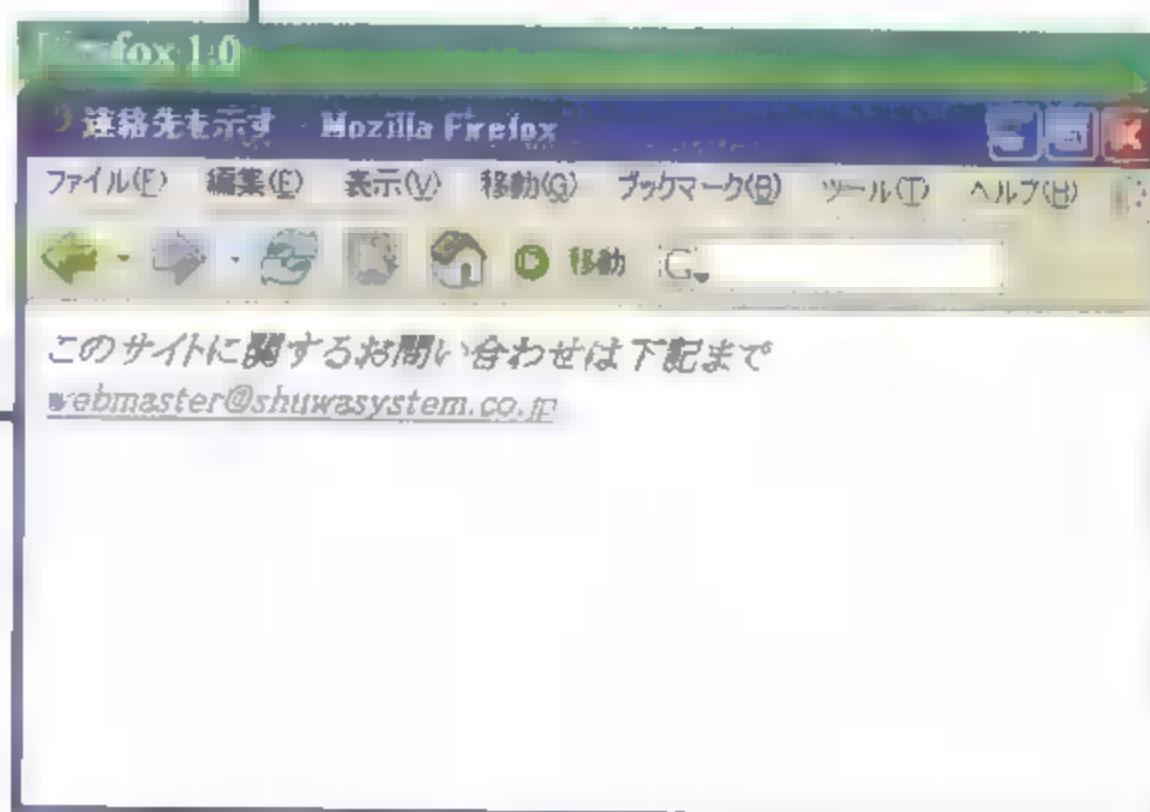 fox 1.0
連絡先を示す Mozilla Firefox
ファイル(F) 編集(E) 表示(V) 移動(G) ブックマーク(B) ツール(T) ヘルプ(H)
移動 G
このサイトに関するお問い合わせは下記まで
webmaster@shuwasystem.co.jp